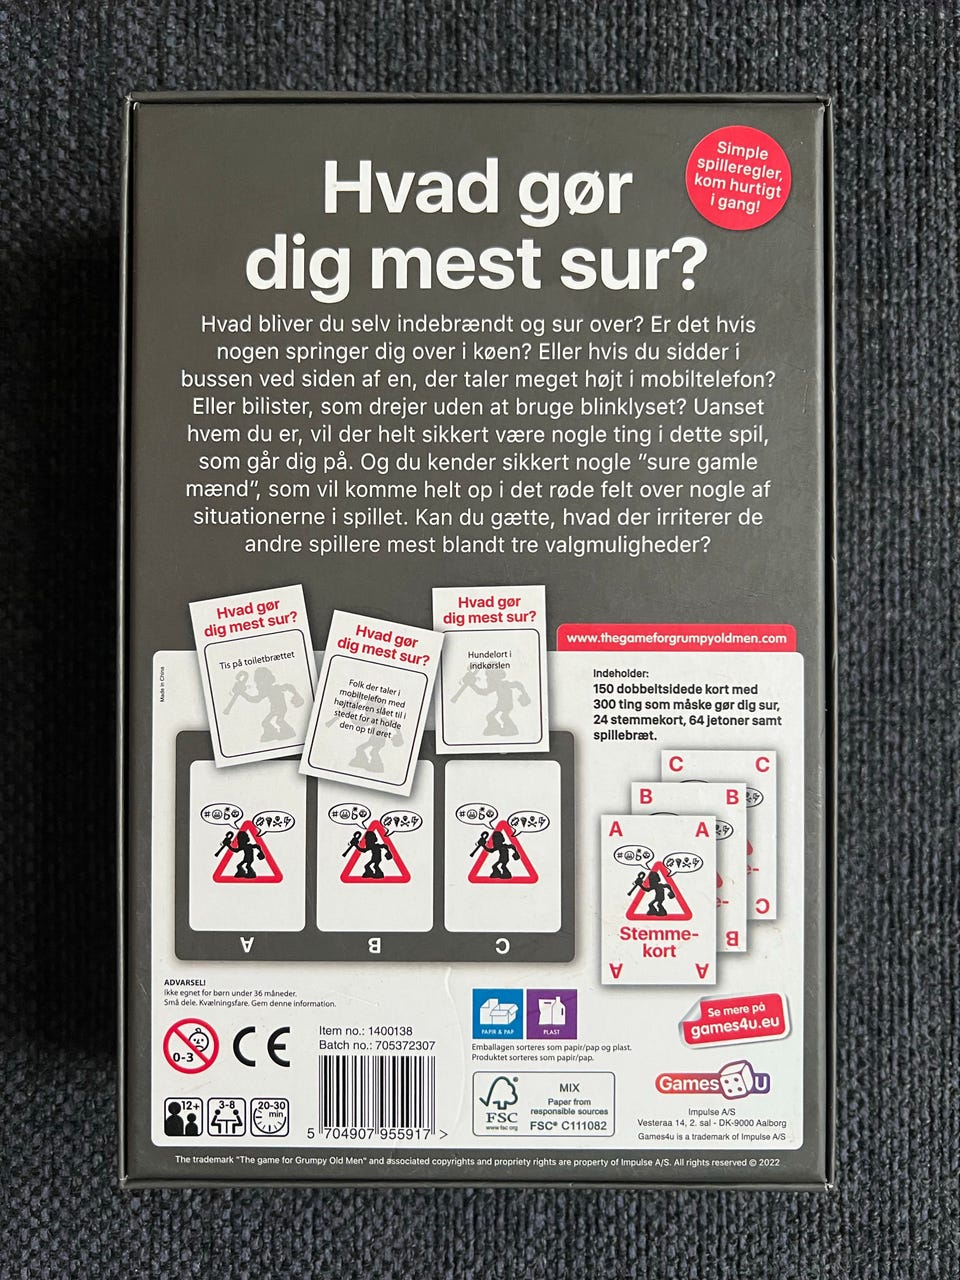 Simple
spilleregler,
kom hurtigt
i gang!
Hvad gør
dig mest sur?
Hvad bliver du selv indebrændt og sur over? Er det hvis
nogen springer dig over i køen? Eller hvis du sidder i
bussen ved siden af en, der taler meget højt i mobiltelefon?
Eller bilister, som drejer uden at bruge blinklyset? Uanset
hvem du er, vil der helt sikkert være nogle ting i dette spil,
som går dig på. Og du kender sikkert nogle ”sure gamle
mænd”, som vil komme helt op i det røde felt over nogle af
situationerne i spillet. Kan du gætte, hvad der irriterer de
andre spillere mest blandt tre valgmuligheder?
Hvad gør
dig mest sur?
Tis på toiletbrættet
Hvad gør
dig mest sur?
Folk der taler i
mobiltelefon med
højttaleren slået til i
stedet for at holde
den op til øret
Hvad gør
dig mest sur?
Hundelort i
indkørslen
www.thegameforgrumpyoldmen.com
Made in China
Indeholder:
150 dobbeltsidede kort med
300 ting som måske gør dig sur,
24 stemmekort, 64 jetoner samt
spillebræt.
A
B
C
C C
C
B B
B
A A
Stemme-
kort
A A
ADVARSEL!
Ikke egnet for børn under 36 måneder.
Små dele. Kvælningsfare. Gem denne information.
0-3
CE
Item no.: 1400138
Batch no.: 705372307
12+
3-8
20-30
min
5 704907 955917 >
PAPIR & PAP
PLAST
Emballagen sorteres som papir/pap og plast.
Produktet sorteres som papir/pap.
FSC
www.fsc.org
MIX
Paper from
responsible sources
FSC® C111082
Se mere på
games4u.eu
Games U
Impulse A/S
Vesteraa 14, 2. sal - DK-9000 Aalborg
Games4u is a trademark of Impulse A/S
The trademark "The game for Grumpy Old Men" and associated copyrights and propriety rights are property of Impulse A/S. All rights reserved © 2022